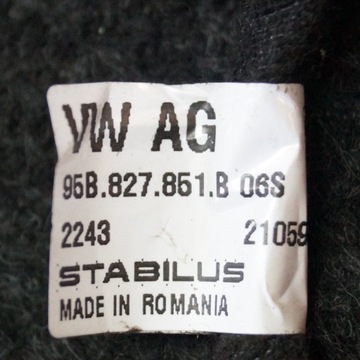 VW AG
95B.827.851.B 06S
2243 21059
STABILUS
MADE IN ROMANIA